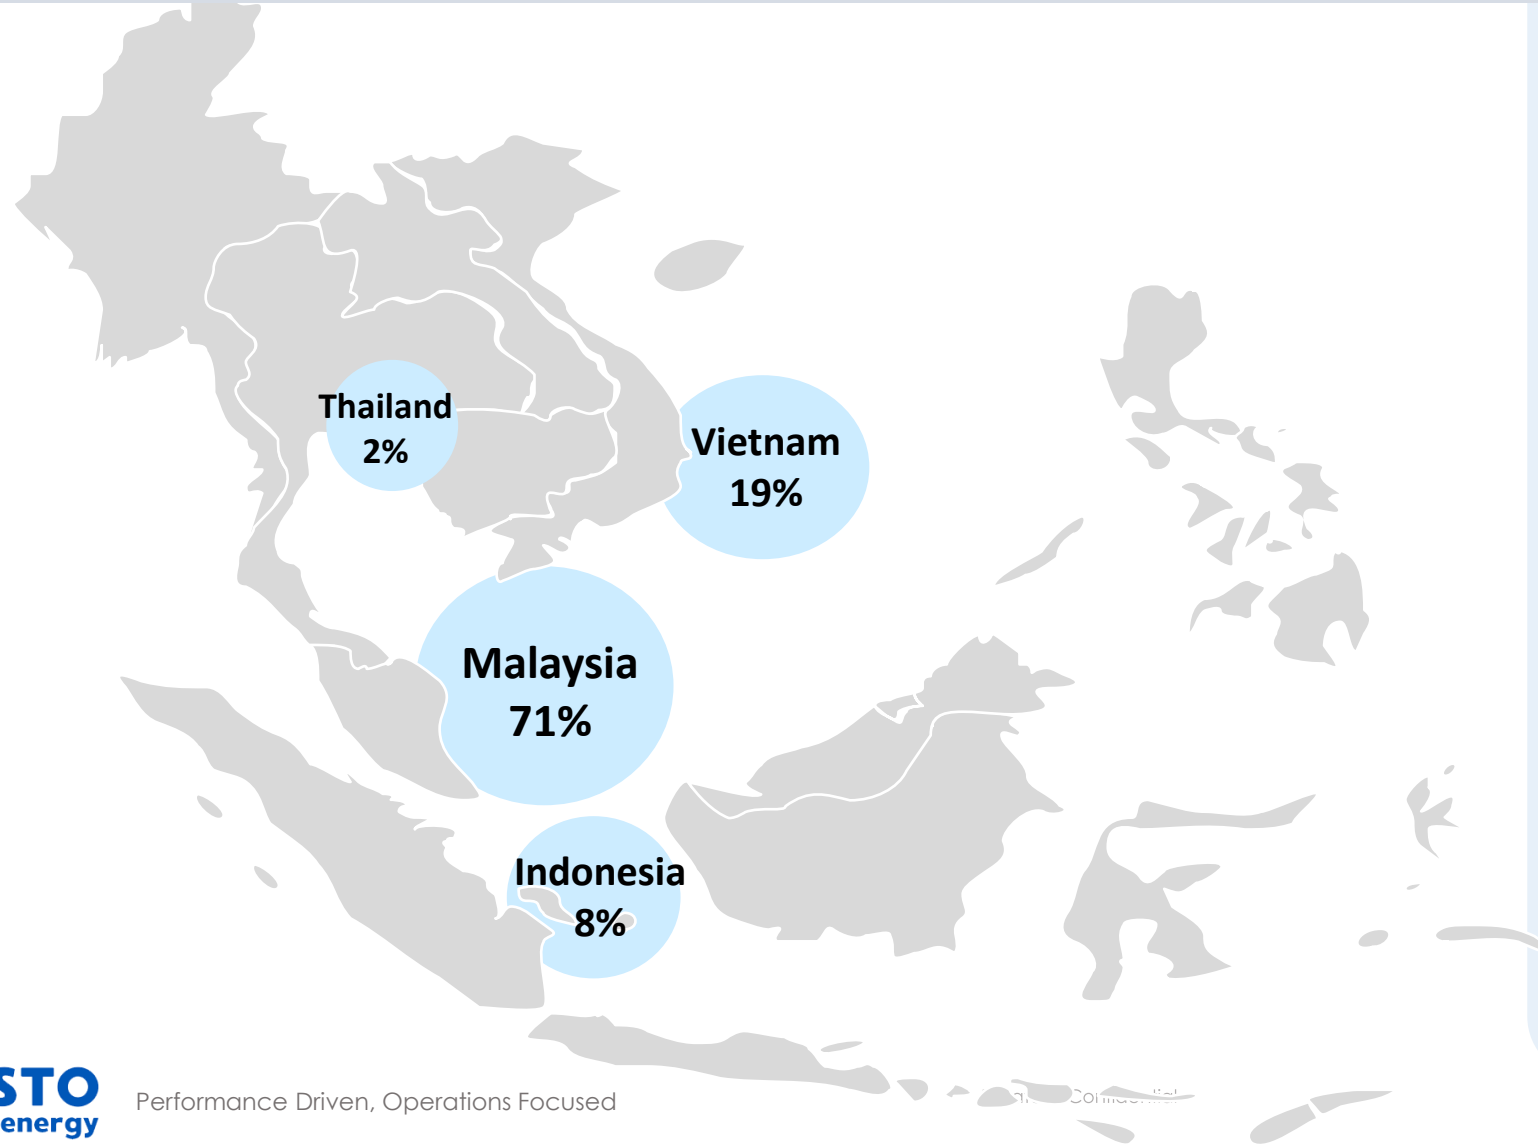 Thailand
2%
Vietnam
19%
Malaysia
71%
Indonesia
8%
STO
energy
Performance Driven, Operations Focused